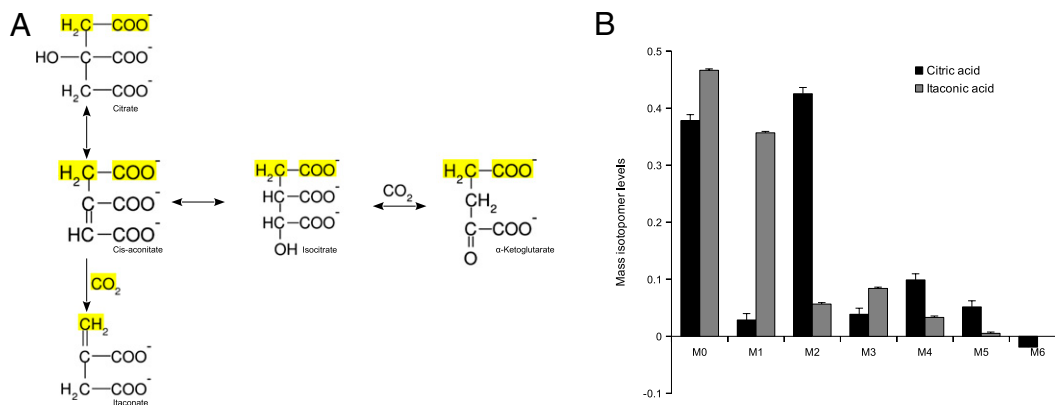 A
H2C—COO-
HO—C—COO-
H2C—COO-
Citrate
H2C—COO-
C—COO-
HC—COO-
Cis-aconitate
CO2
CH2
C—COO-
H2C—COO-
Itaconate
H2C—COO-
HC—COO-
HC—COO-
OH
Isocitrate
CO2
H2C—COO-
CH2
C—COO-
O
α-Ketoglutarate
B
Mass isotopomer levels
0.5
0.4
0.3
0.2
0.1
0
-0.1
Citric acid
Itaconic acid
M0 M1 M2 M3 M4 M5 M6